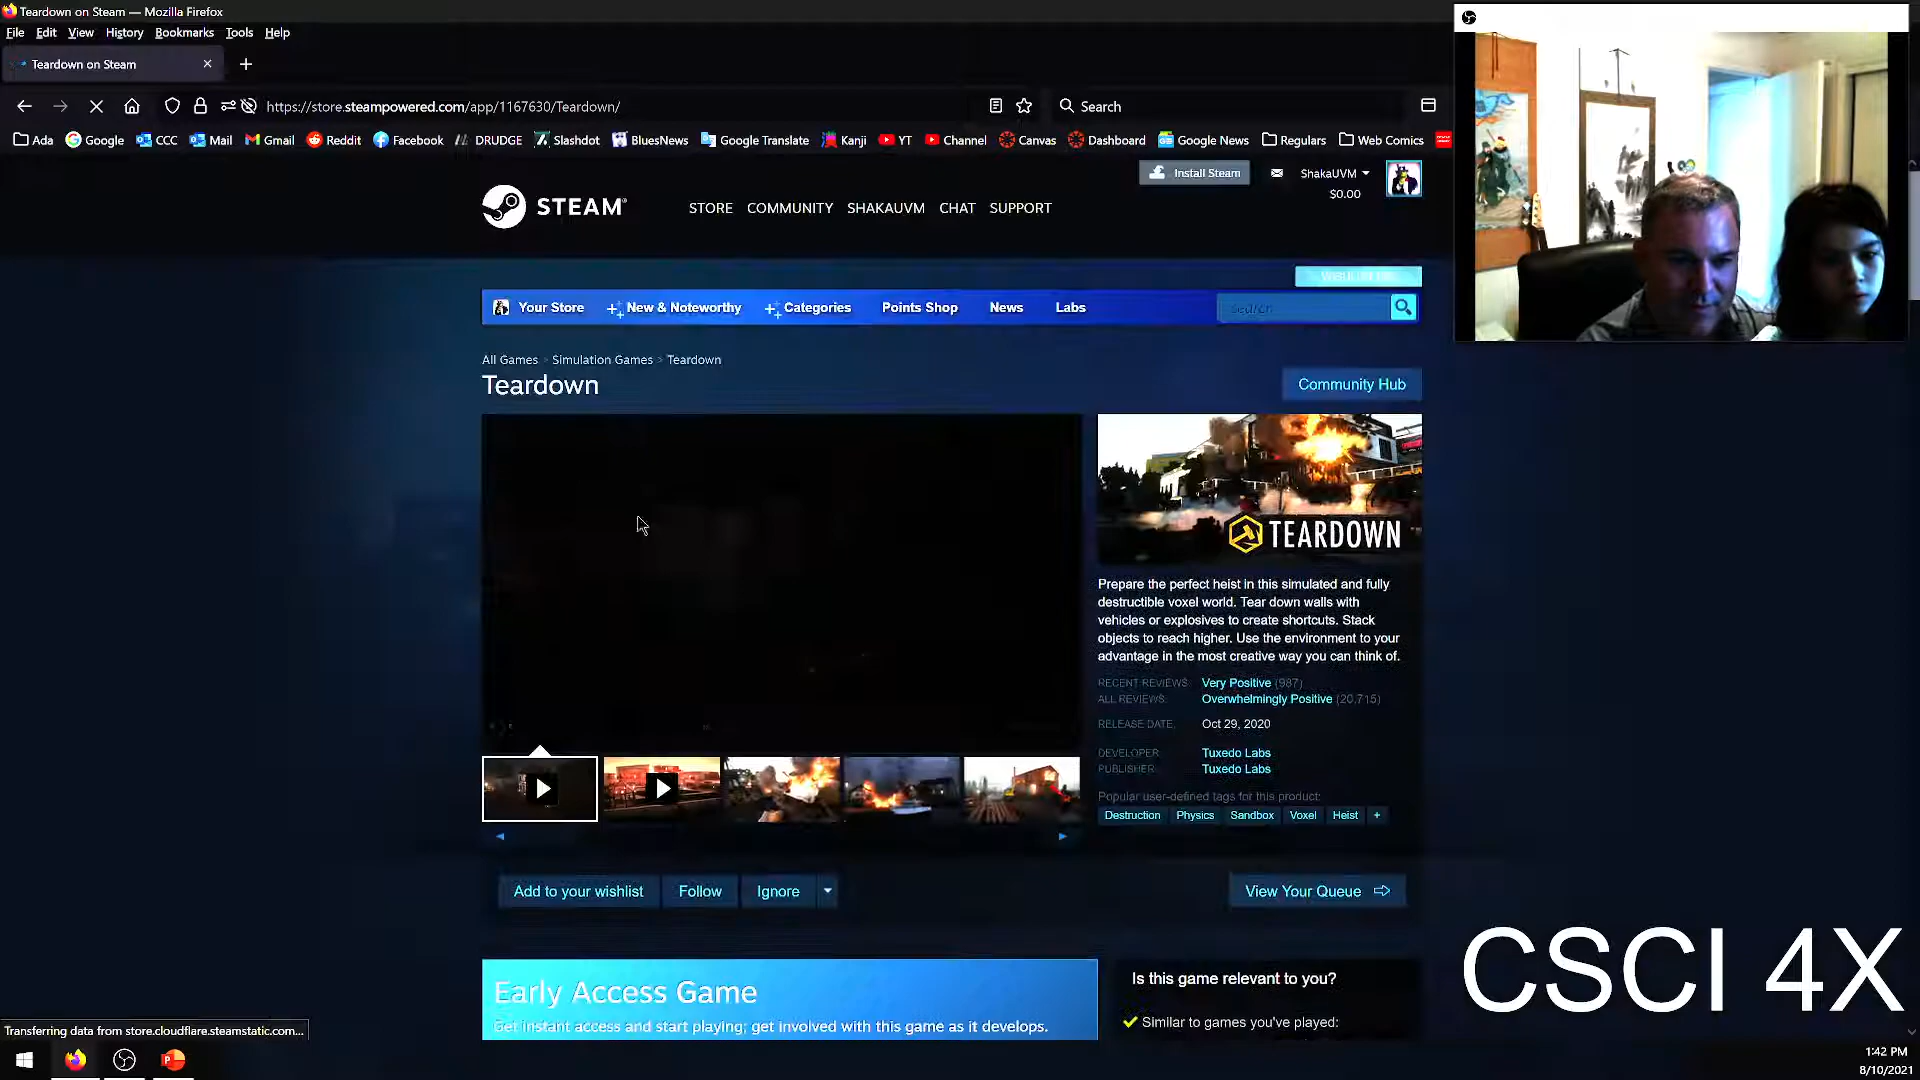 Teardown on Steam — Mozilla Firefox
File Edit View History Bookmarks Tools Help
Teardown on Steam
https://store.steampowered.com/app/1167630/Teardown/
Search
Ada Google CCC Mail Gmail Reddit Facebook DRUDGE Slashdot BluesNews Google Translate Kanji YT Channel Canvas Dashboard Google News Regulars Web Comics
Install Steam
ShakaUVM
$0.00
STEAM
STORE COMMUNITY SHAKAUVM CHAT SUPPORT
Your Store New & Noteworthy Categories Points Shop News Labs
search
All Games > Simulation Games > Teardown
Teardown
Community Hub
TEARDOWN
Prepare the perfect heist in this simulated and fully
destructible voxel world. Tear down walls with
vehicles or explosives to create shortcuts. Stack
objects to reach higher. Use the environment to your
advantage in the most creative way you can think of.
RECENT REVIEWS: Very Positive (987)
ALL REVIEWS: Overwhelmingly Positive (20,715)
RELEASE DATE: Oct 29, 2020
DEVELOPER: Tuxedo Labs
PUBLISHER: Tuxedo Labs
Popular user-defined tags for this product:
Destruction Physics Sandbox Voxel Heist +
Add to your wishlist Follow Ignore
View Your Queue
Early Access Game
Get instant access and start playing; get involved with this game as it develops.
Is this game relevant to you?
Similar to games you've played:
CSCI 4X
Transferring data from store.cloudflare.steamstatic.com...
1:42 PM
8/10/2021